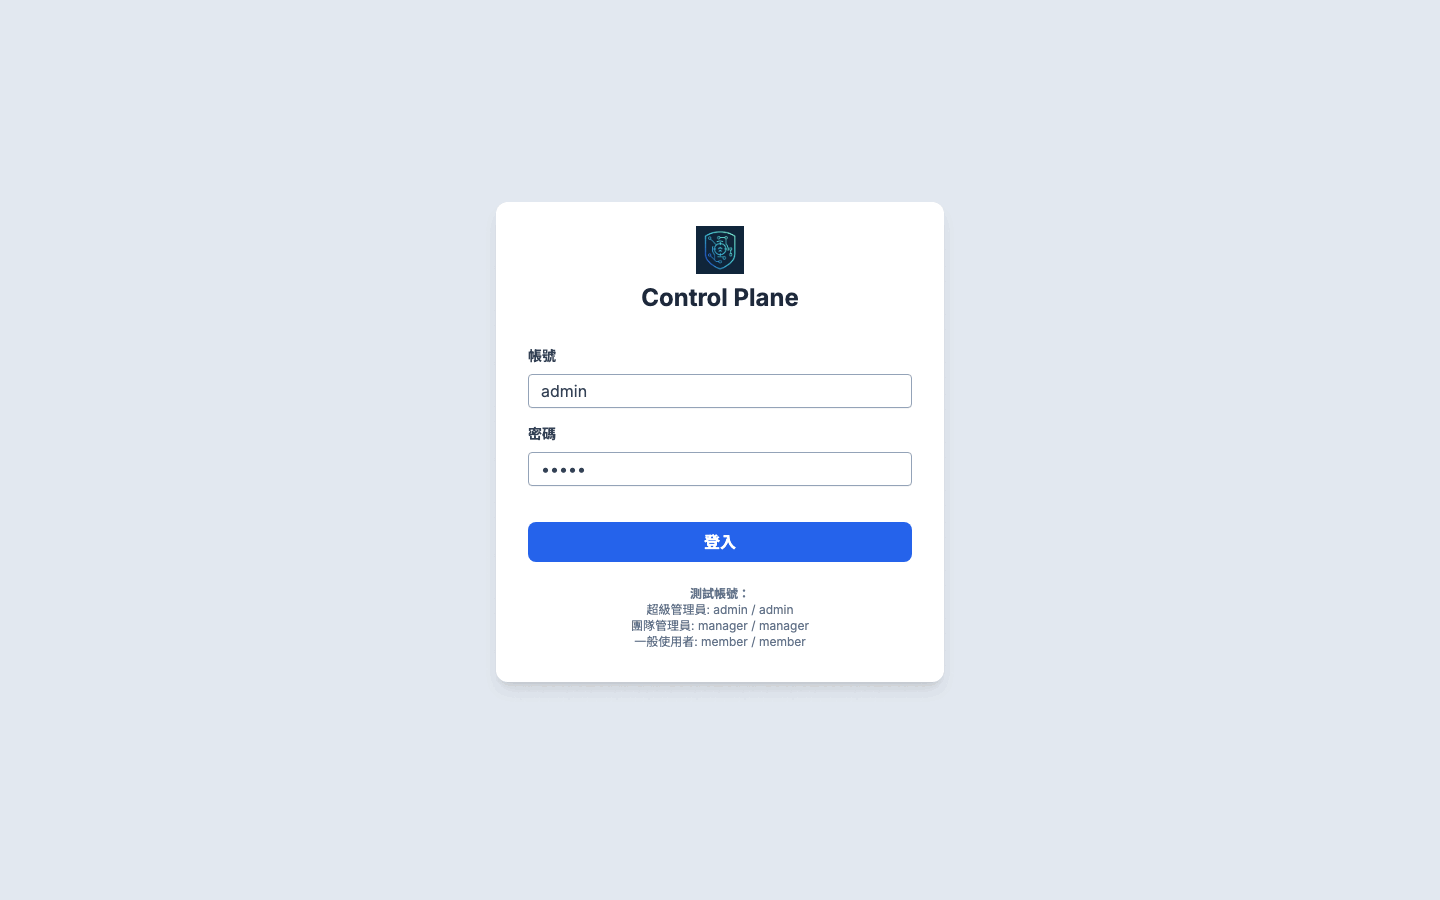 Control Plane
帳號
admin
密碼
•••••
登入
測試帳號：
超級管理員: admin / admin
團隊管理員: manager / manager
一般使用者: member / member